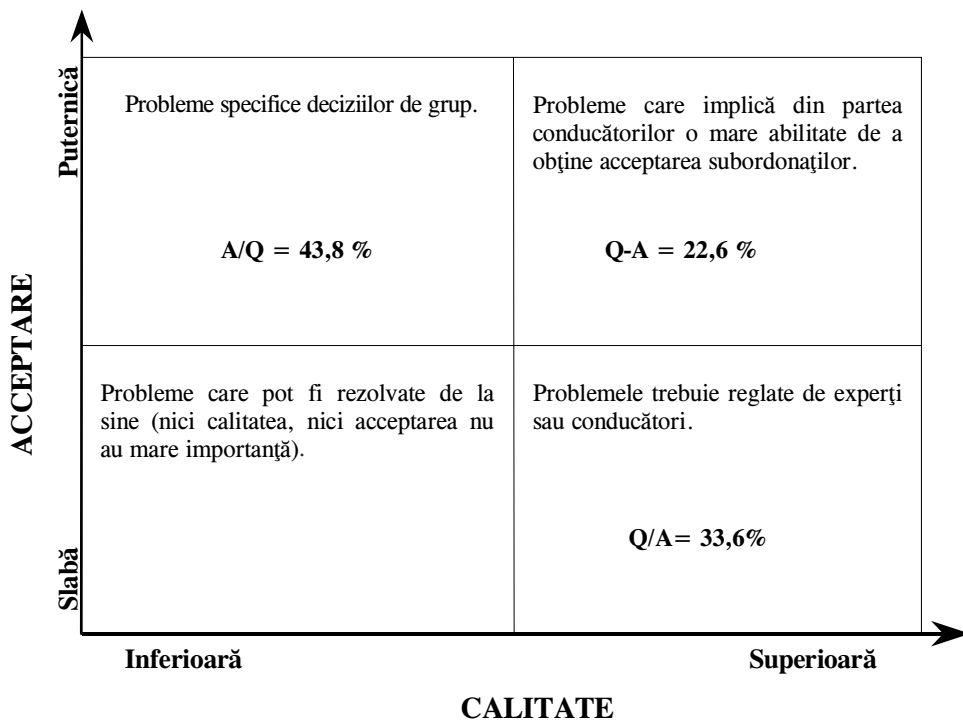 Puternică
Probleme specifice deciziilor de grup.
A/Q = 43,8 %
Probleme care implică din partea
conducătorilor o mare abilitate de a
obţine acceptarea subordonaţilor.
Q-A = 22,6 %
ACCEPTARE
Probleme care pot fi rezolvate de la
sine (nici calitatea, nici acceptarea nu
au mare importanţă).
Problemele trebuie reglate de experţi
sau conducători.
Q/A= 33,6%
Slabă
Inferioară
Superioară
CALITATE